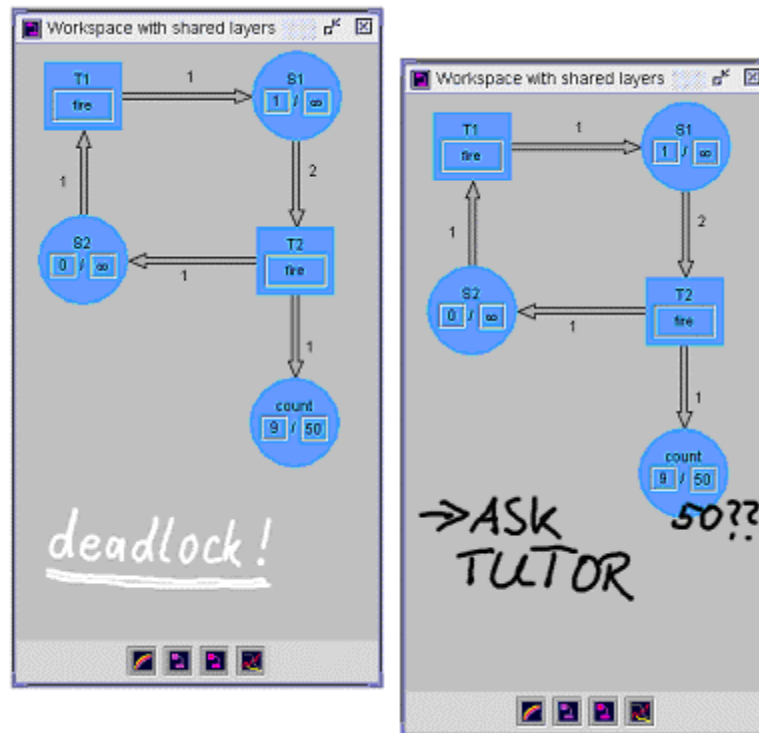 Workspace with shared layers
T1
fire
1
S1
1 / ∞
2
1
S2
0 / ∞
1
T2
fire
1
count
9 / 50
deadlock!
Workspace with shared layers
T1
fire
1
S1
1 / ∞
2
1
S2
0 / ∞
1
T2
fire
1
count
9 / 50
→ASK
TUTOR
50??